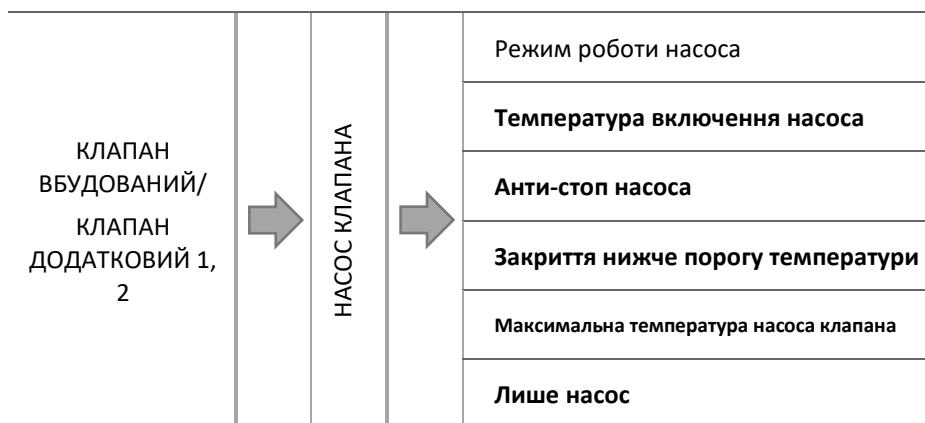 КЛАПАН
ВБУДОВАНИЙ/
КЛАПАН
ДОДАТКОВИЙ 1,
2
НАСОС КЛАПАНА
Режим роботи насоса
Температура включення насоса
Анти-стоп насоса
Закриття нижче порогу температури
Максимальна температура насоса клапана
Лише насос